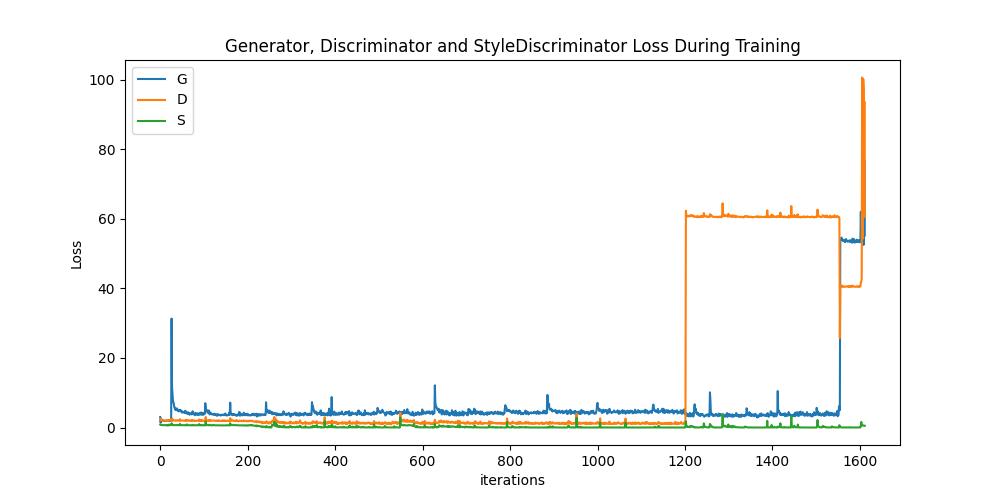 Generator, Discriminator and StyleDiscriminator Loss During Training
G
D
S
100
80
60
40
20
0
Loss
0 200 400 600 800 1000 1200 1400 1600
iterations